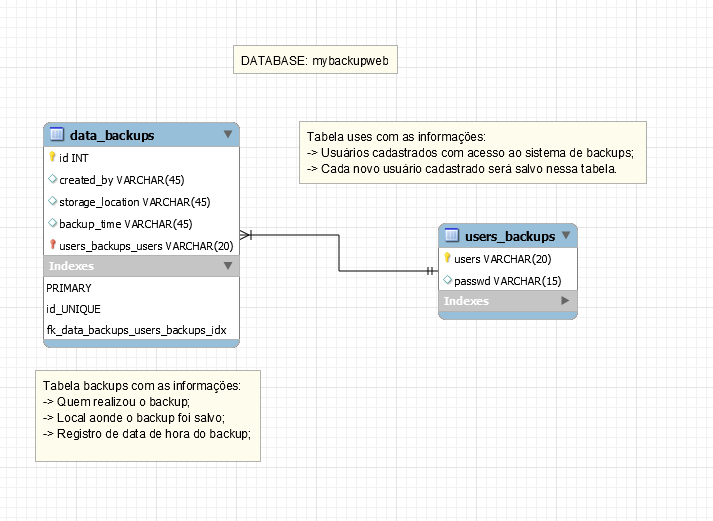 DATABASE: mybackupweb
data_backups
id INT
created_by VARCHAR(45)
storage_location VARCHAR(45)
backup_time VARCHAR(45)
users_backups_users VARCHAR(20)
Indexes
PRIMARY
id_UNIQUE
fk_data_backups_users_backups_idx
Tabela uses com as informações:
-> Usuários cadastrados com acesso ao sistema de backups;
-> Cada novo usuário cadastrado será salvo nessa tabela.
users_backups
users VARCHAR(20)
passwd VARCHAR(15)
Indexes
Tabela backups com as informações:
-> Quem realizou o backup;
-> Local aonde o backup foi salvo;
-> Registro de data de hora do backup;